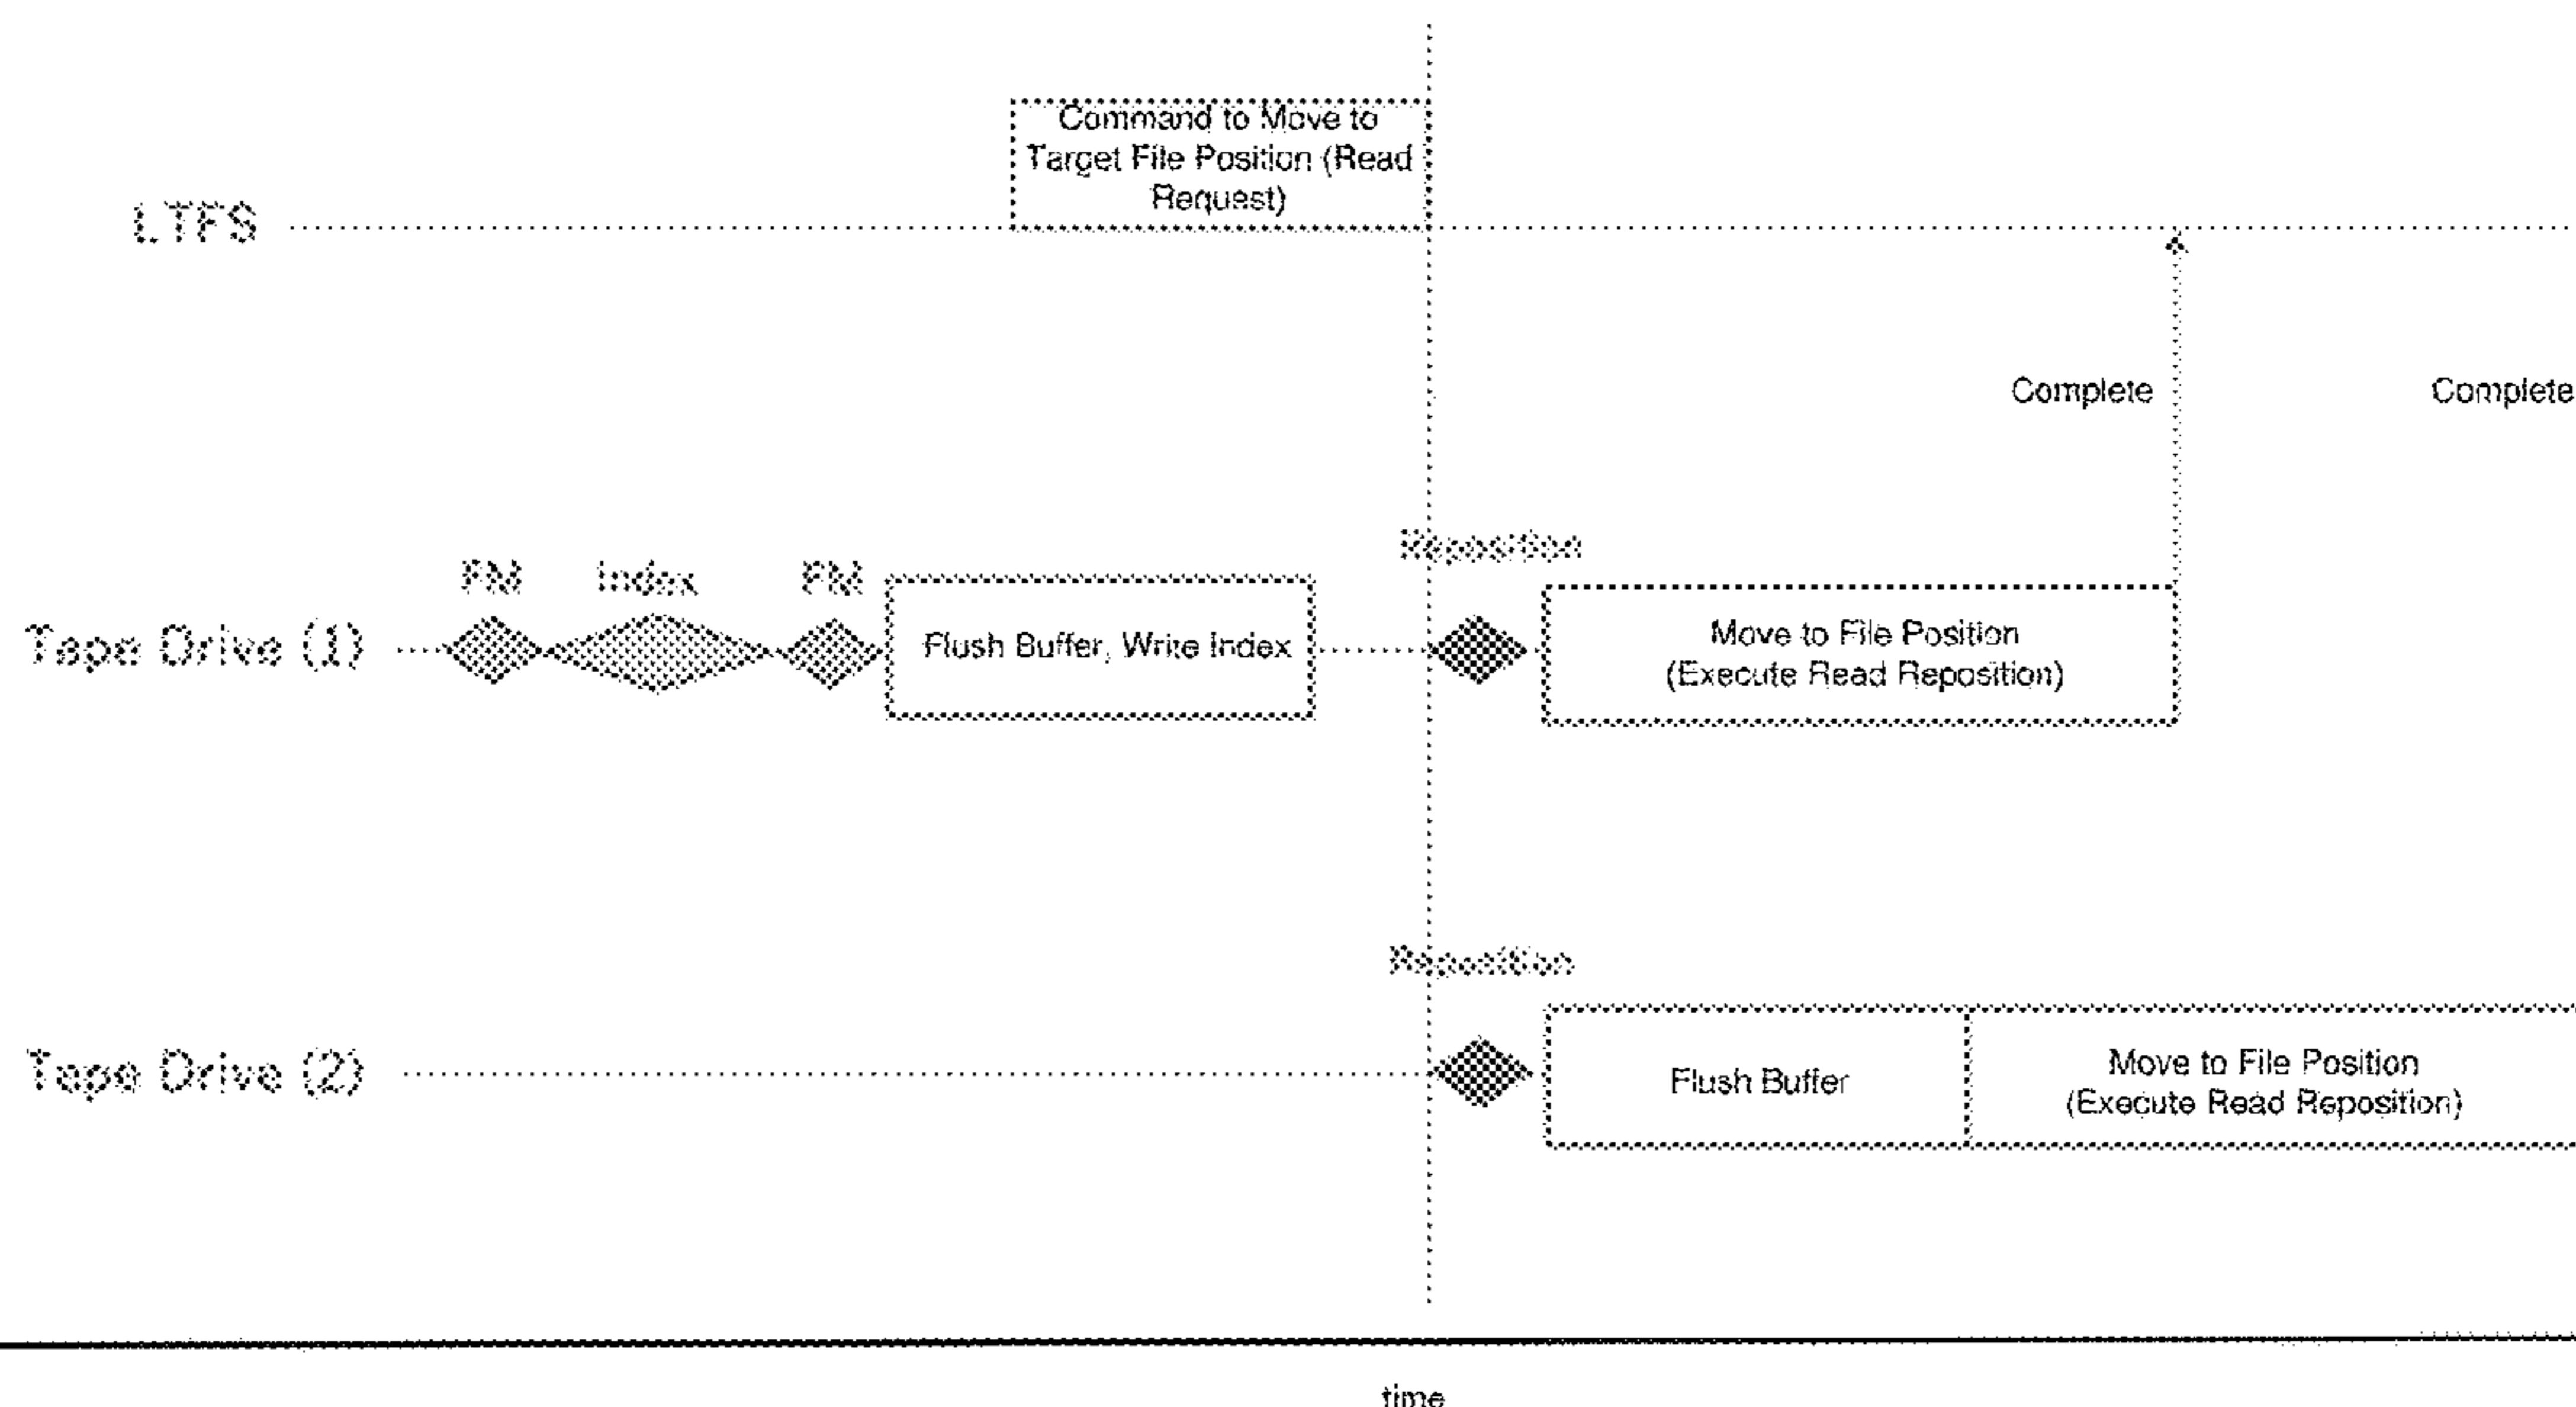 Command to Move to
Target File Position (Read
Request)
LTFS
Complete
Complete
Reposition
FM
Index
FM
Tape Drive (1)
Flush Buffer, Write Index
Move to File Position
(Execute Read Reposition)
Reposition
Tape Drive (2)
Flush Buffer
Move to File Position
(Execute Read Reposition)
time